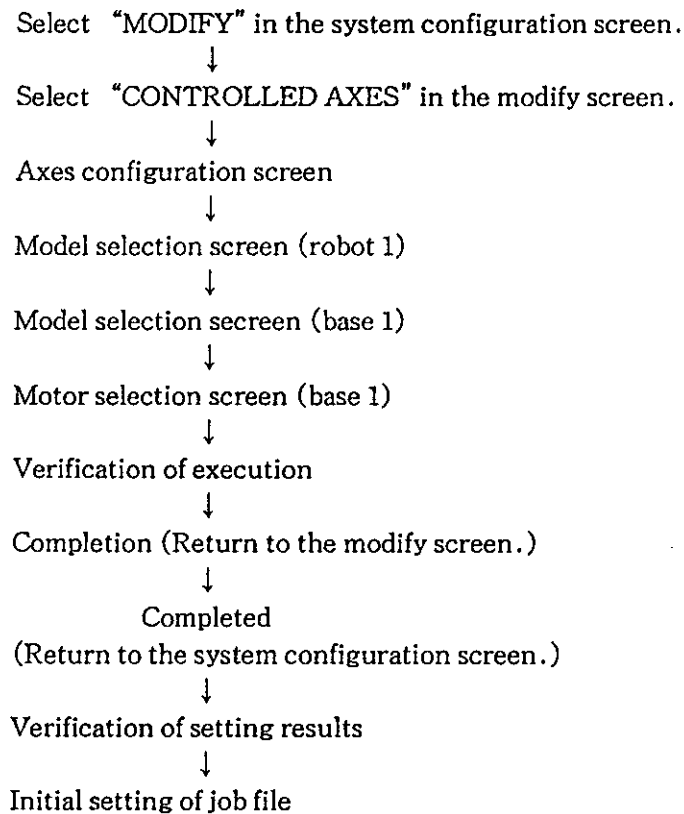 Select “MODIFY” in the system configuration screen.
↓
Select “CONTROLLED AXES” in the modify screen.
↓
Axes configuration screen
↓
Model selection screen (robot 1)
↓
Model selection secreen (base 1)
↓
Motor selection screen (base 1)
↓
Verification of execution
↓
Completion (Return to the modify screen.)
↓
Completed
(Return to the system configuration screen.)
↓
Verification of setting results
↓
Initial setting of job file